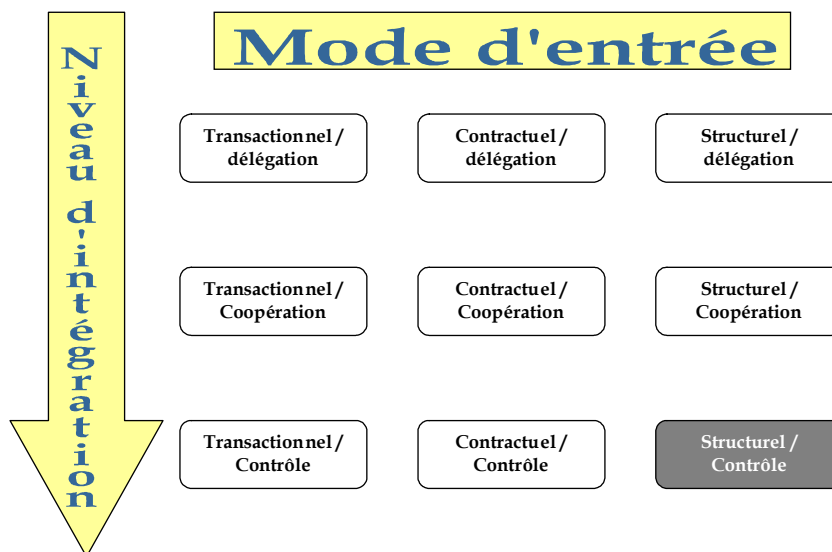 Mode d'entrée
Niveau d'intégration
Transactionnel /
délégation
Contractuel /
délégation
Structurel /
délégation
Transactionnel /
Coopération
Contractuel /
Coopération
Structurel /
Coopération
Transactionnel /
Contrôle
Contractuel /
Contrôle
Structurel /
Contrôle